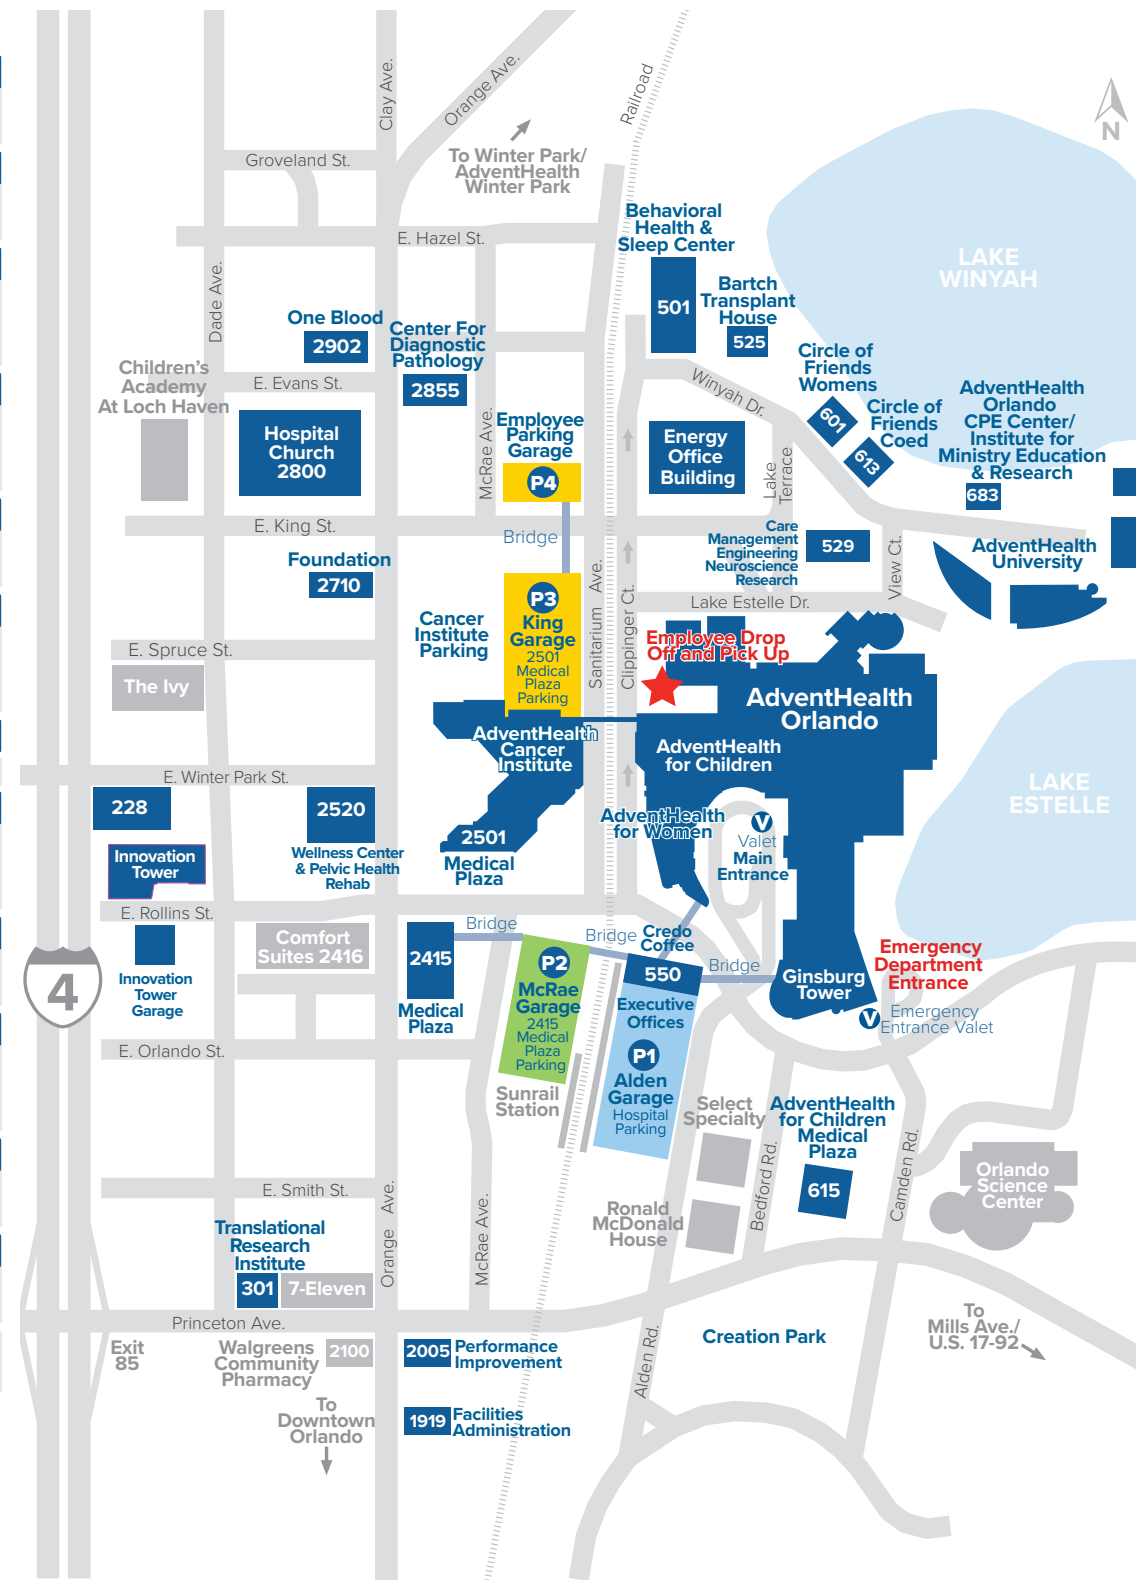 Clay Ave.
Orange Ave.
Railroad
N
Groveland St.
To Winter Park/
AdventHealth
Winter Park
E. Hazel St.
Behavioral
Health &
Sleep Center
501
Bartch
Transplant
House
525
LAKE
WINYAH
Dade Ave.
One Blood
2902
Center For
Diagnostic
Pathology
2855
Children's
Academy
At Loch Haven
E. Evans St.
Hospital
Church
2800
McRae Ave.
Employee
Parking
Garage
P4
Winyah Dr.
Energy
Office
Building
Lake
Terrace
Circle of
Friends
Womens
601
Circle of
Friends
Coed
613
AdventHealth
Orlando
CPE Center/
Institute for
Ministry Education
& Research
683
E. King St.
Bridge
Care
Management
Engineering
Neuroscience
Research
529
View Ct.
AdventHealth
University
Foundation
2710
Cancer
Institute
Parking
P3
King
Garage
2501
Medical
Plaza
Parking
Sanitarium Ave.
Clippinger Ct.
Lake Estelle Dr.
Employee Drop
Off and Pick Up
E. Spruce St.
The Ivy
AdventHealth
Orlando
AdventHealth
Cancer
Institute
AdventHealth
for Children
E. Winter Park St.
228
2520
2501
Medical
Plaza
AdventHealth
for Women
V
Valet
Main
Entrance
LAKE
ESTELLE
Innovation
Tower
Wellness Center
& Pelvic Health
Rehab
E. Rollins St.
Comfort
Suites 2416
2415
Medical
Plaza
Bridge
Bridge
Credo
Coffee
550
Bridge
Executive
Offices
Ginsburg
Tower
Emergency
Department
Entrance
V
Emergency
Entrance Valet
4
Innovation
Tower
Garage
P2
McRae
Garage
2415
Medical
Plaza
Parking
E. Orlando St.
Sunrail
Station
P1
Alden
Garage
Hospital
Parking
Select
Specialty
AdventHealth
for Children
Medical
Plaza
615
Bedford Rd.
Camden Rd.
Orlando
Science
Center
Ronald
McDonald
House
E. Smith St.
Orange Ave.
McRae Ave.
Translational
Research
Institute
301
7-Eleven
Princeton Ave.
Exit
85
Walgreens
Community
Pharmacy
2100
2005
Performance
Improvement
Alden Rd.
Creation Park
To
Mills Ave./
U.S. 17-92
To
Downtown
Orlando
1919
Facilities
Administration